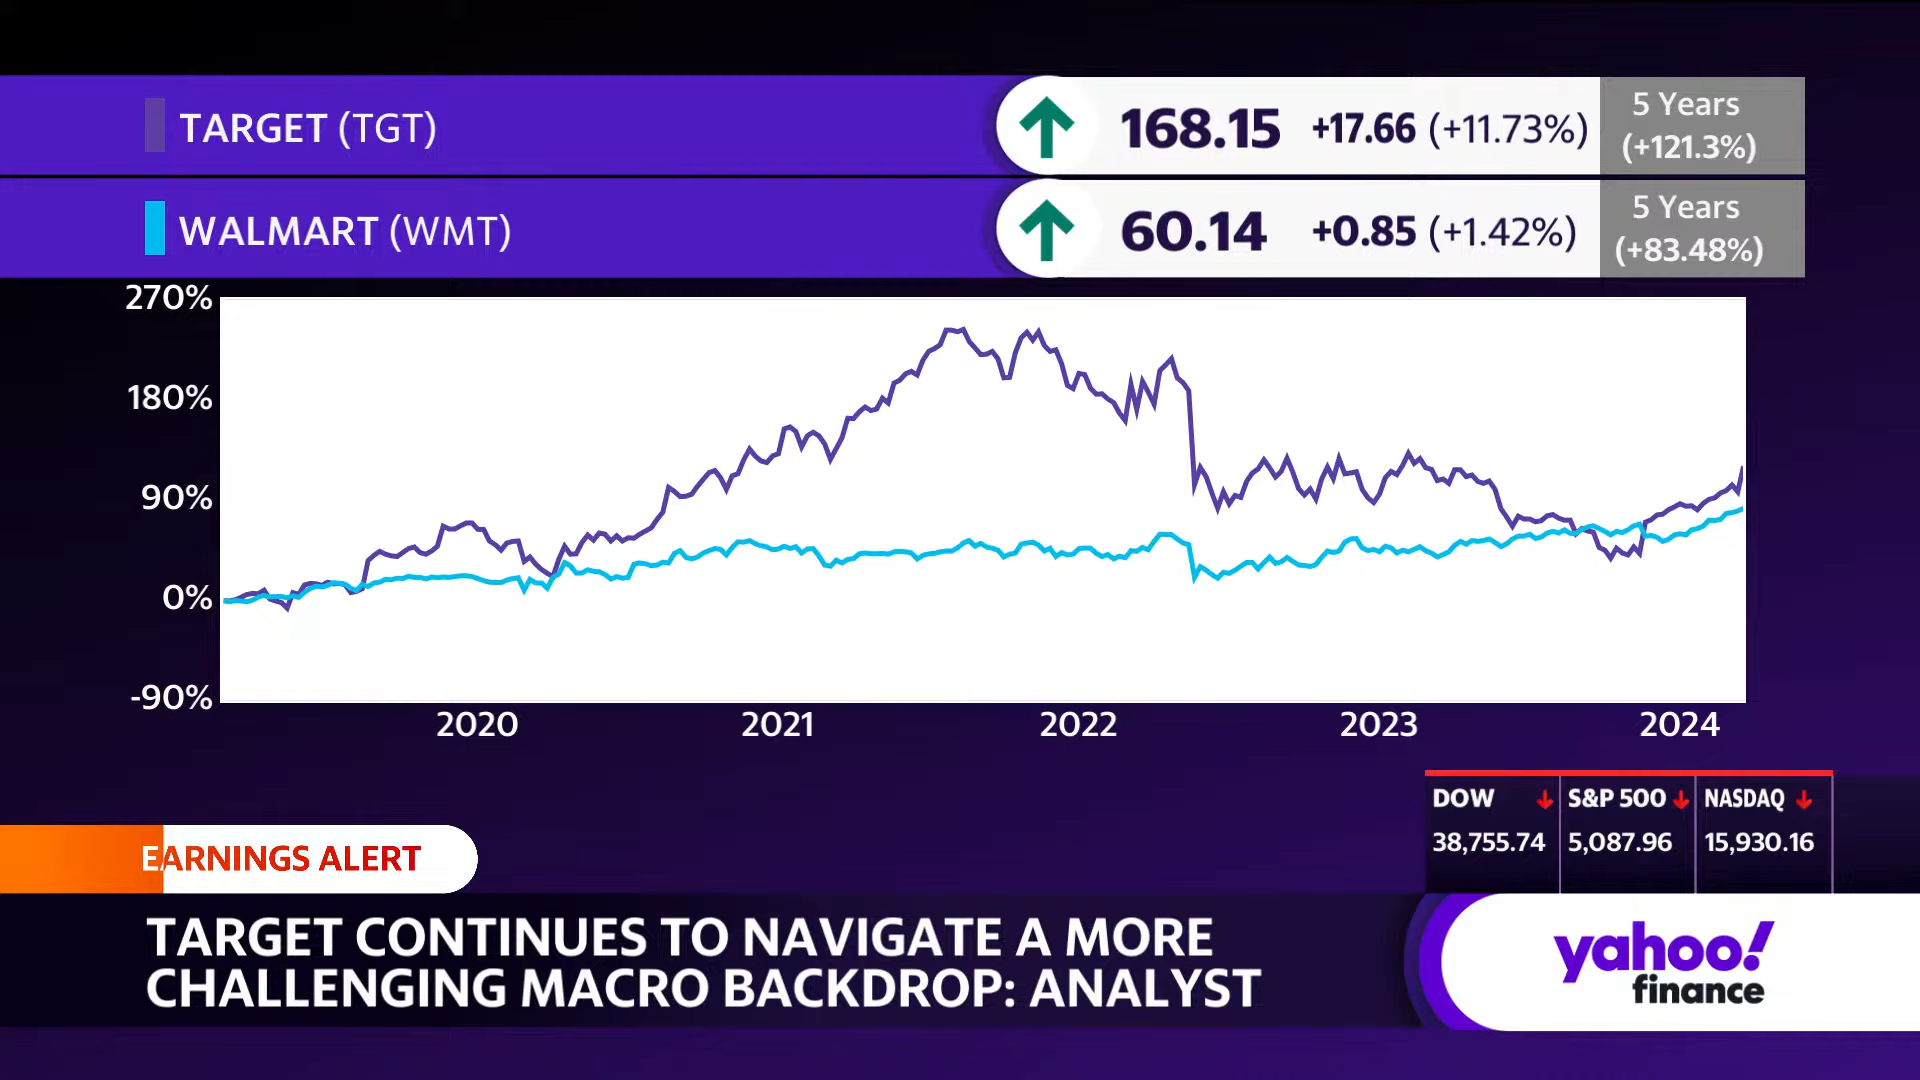 TARGET (TGT)
168.15 +17.66 (+11.73%)
5 Years
(+121.3%)
WALMART (WMT)
60.14 +0.85 (+1.42%)
5 Years
(+83.48%)
270%
180%
90%
0%
-90%
2020 2021 2022 2023 2024
DOW S&P 500 NASDAQ
38,755.74 5,087.96 15,930.16
EARNINGS ALERT
TARGET CONTINUES TO NAVIGATE A MORE
CHALLENGING MACRO BACKDROP: ANALYST
yahoo!
finance